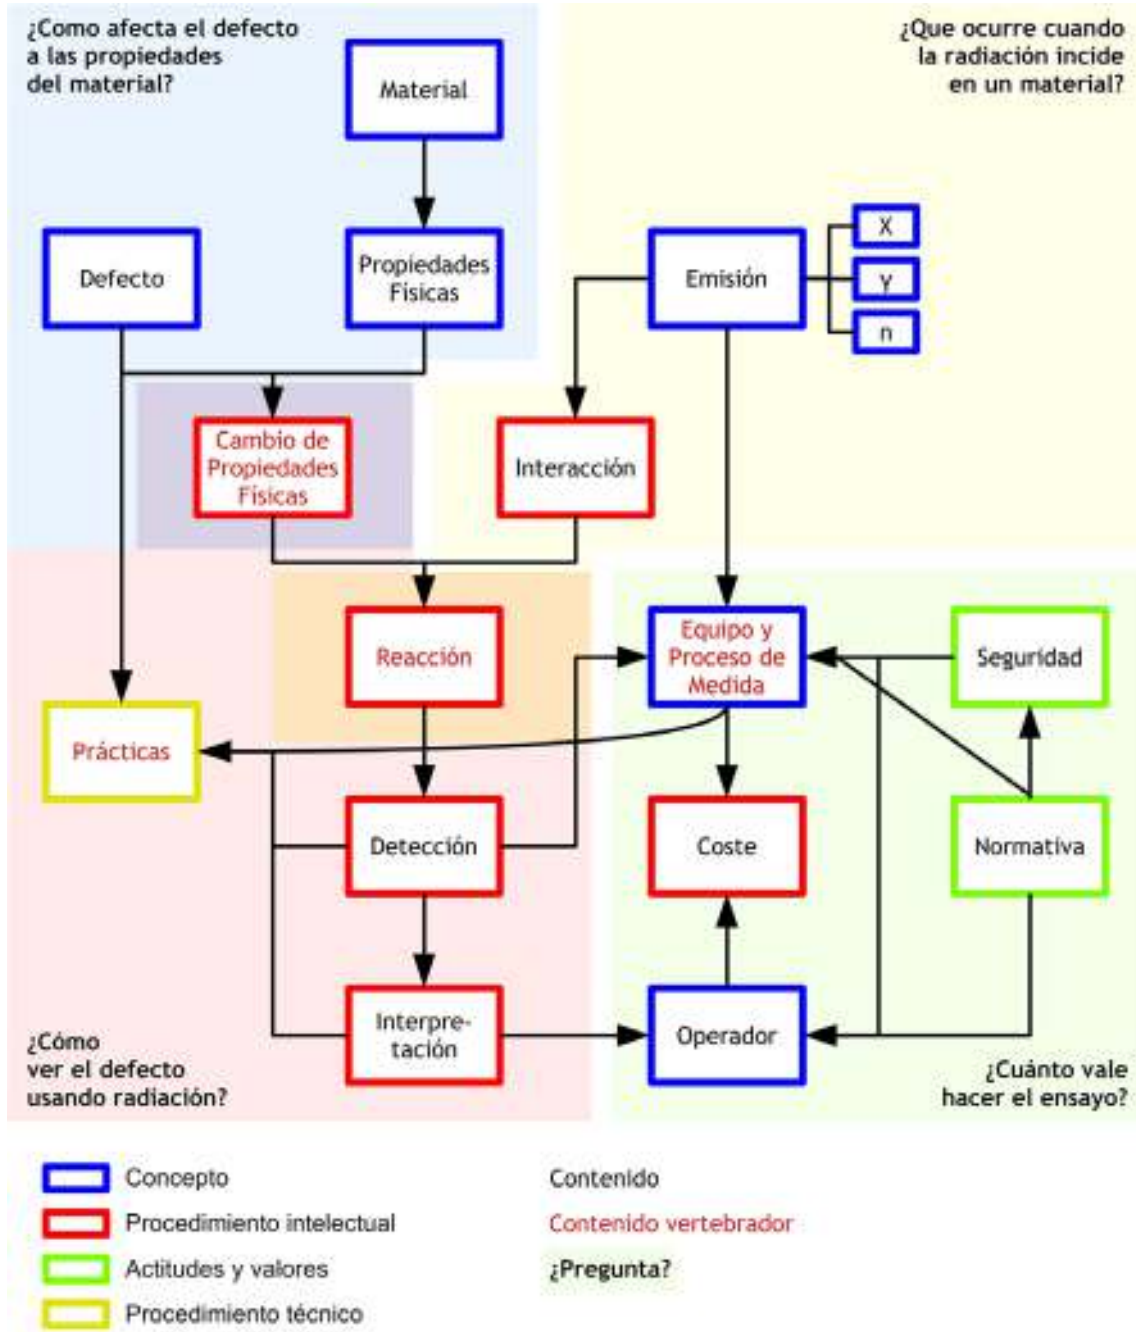 ¿Como afecta el defecto
a las propiedades
del material?
¿Que ocurre cuando
la radiación incide
en un material?
Material
Defecto
Propiedades
Físicas
Emisión
X
y
n
Cambio de
Propiedades
Físicas
Interacción
Reacción
Equipo y
Proceso de
Medida
Seguridad
Prácticas
Detección
Coste
Normativa
Interpre-
tación
Operador
¿Cómo
ver el defecto
usando radiación?
¿Cuánto vale
hacer el ensayo?
Concepto
Contenido
Procedimiento intelectual
Contenido vertebrador
Actitudes y valores
¿Pregunta?
Procedimiento técnico